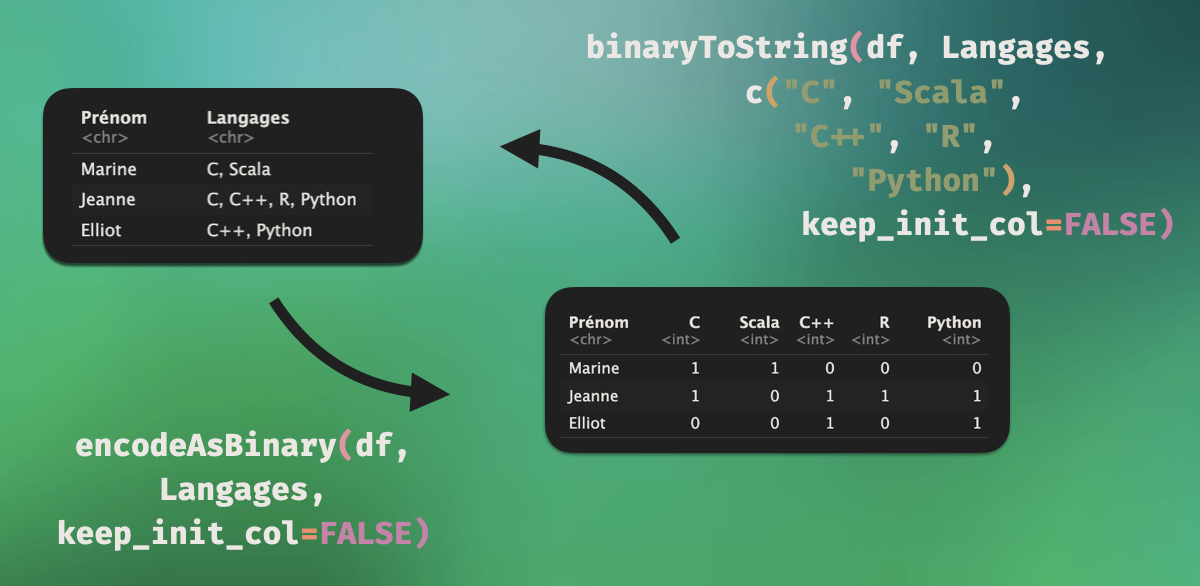 binaryToString(df, Langages,
c("C", "Scala",
"C++", "R",
"Python"),
keep_init_col=FALSE)
Prénom Langages
<chr> <chr>
Marine C, Scala
Jeanne C, C++, R, Python
Elliot C++, Python
Prénom C Scala C++ R Python
<chr> <int> <int> <int> <int> <int>
Marine 1 1 0 0 0
Jeanne 1 0 1 1 1
Elliot 0 0 1 0 1
encodeAsBinary(df,
Langages,
keep_init_col=FALSE)